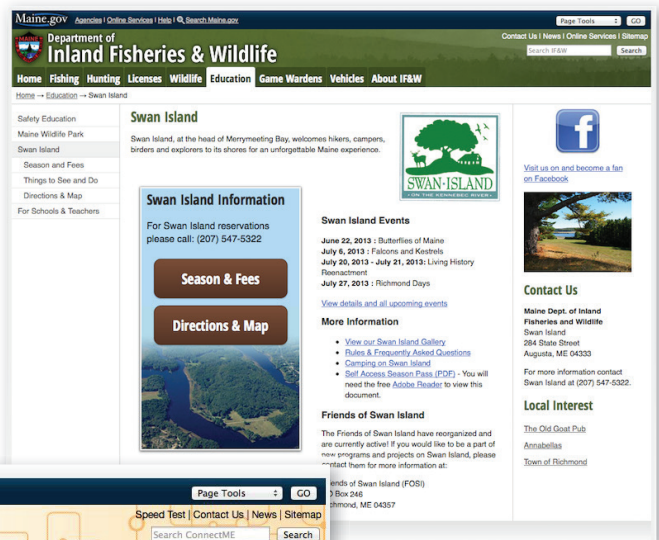 Maine.gov Agencies | Online Services | Help | Search Maine.gov
Page Tools GO
MAINE
Department of
Inland Fisheries & Wildlife
Contact Us | News | Online Services | Sitemap
Search IF&W Search
Home Fishing Hunting Licenses Wildlife Education Game Wardens Vehicles About IF&W
Home → Education → Swan Island
Safety Education
Maine Wildlife Park
Swan Island
Season and Fees
Things to See and Do
Directions & Map
For Schools & Teachers
Swan Island
Swan Island, at the head of Merrymeeting Bay, welcomes hikers, campers,
birders and explorers to its shores for an unforgettable Maine experience.
SWAN·ISLAND
·ON THE KENNEBEC RIVER·
Swan Island Information
For Swan Island reservations
please call: (207) 547-5322
Season & Fees
Directions & Map
Swan Island Events
June 22, 2013 : Butterflies of Maine
July 6, 2013 : Falcons and Kestrels
July 20, 2013 - July 21, 2013: Living History
Reenactment
July 27, 2013 : Richmond Days
View details and all upcoming events
More Information
• View our Swan Island Gallery
• Rules & Frequently Asked Questions
• Camping on Swan Island
• Self Access Season Pass (PDF) - You will
need the free Adobe Reader to view this
document.
Friends of Swan Island
The Friends of Swan Island have reorganized and
are currently active! If you would like to be a part of
new programs and projects on Swan Island, please
contact them for more information at:
ends of Swan Island (FOSI)
Box 246
chmond, ME 04357
f
Visit us on and become a fan
on Facebook
Contact Us
Maine Dept. of Inland
Fisheries and Wildlife
Swan Island
284 State Street
Augusta, ME 04333
For more information contact
Swan Island at (207) 547-5322.
Local Interest
The Old Goat Pub
Annabellas
Town of Richmond
Page Tools GO
Speed Test | Contact Us | News | Sitemap
Search ConnectME Search